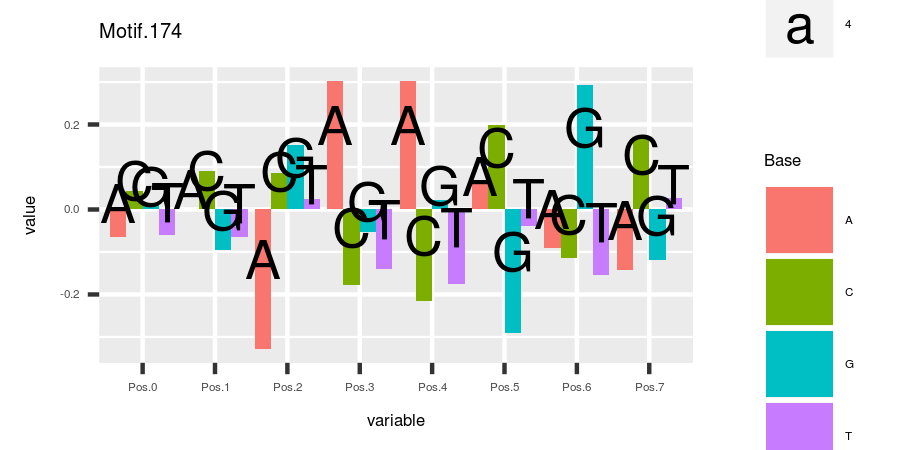 Motif.174
a 4
value
0.2
0.0
-0.2
A C G T A C G T A C G T A C G T A C G T A C G T A C G T A C G T
Pos.0 Pos.1 Pos.2 Pos.3 Pos.4 Pos.5 Pos.6 Pos.7
variable
Base
A
C
G
T